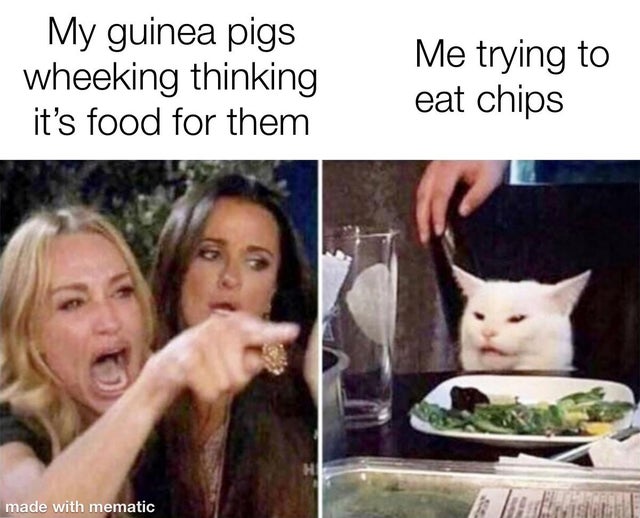 My guinea pigs
wheeking thinking
it's food for them
Me trying to
eat chips
made with mematic